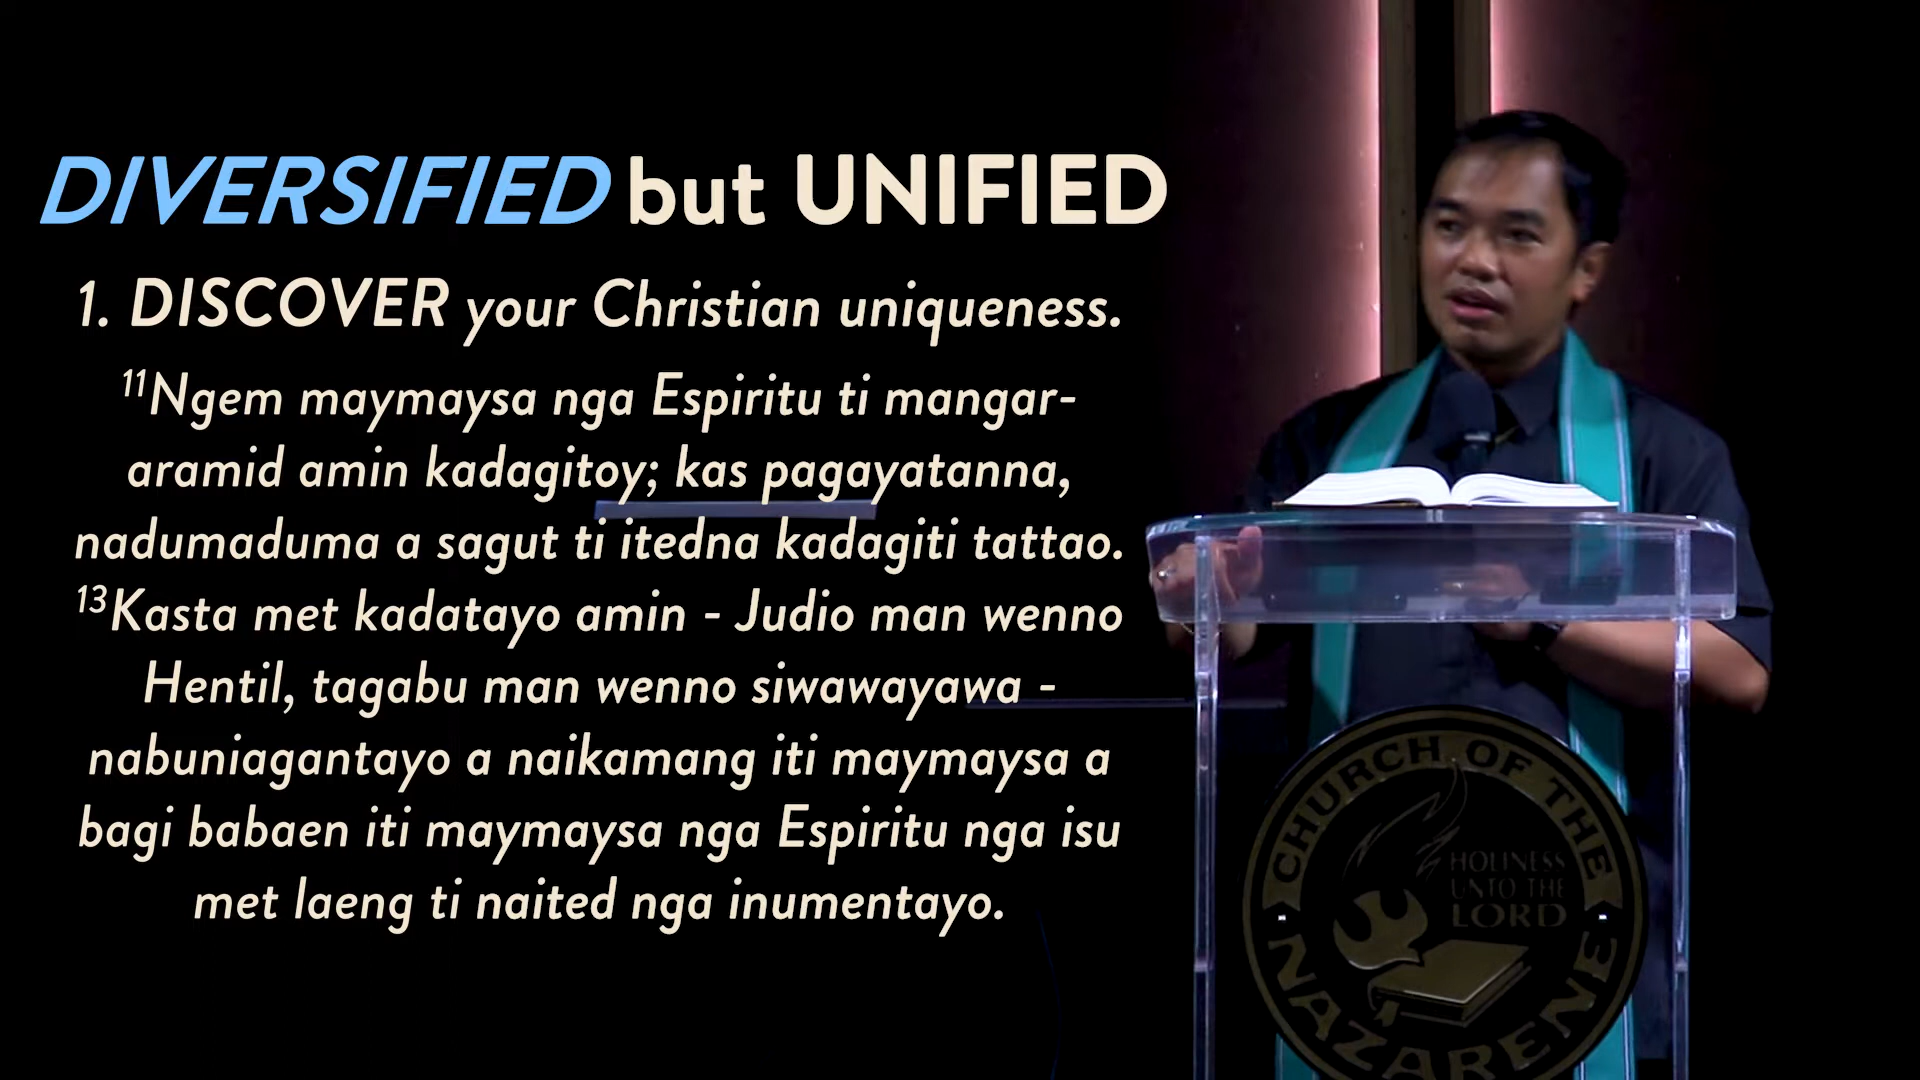 DIVERSIFIED but UNIFIED
1. DISCOVER your Christian uniqueness.
¹¹Ngem maymaysa nga Espiritu ti mangar-
aramid amin kadagitoy; kas pagayatanna,
nadumaduma a sagut ti itedna kadagiti tattao.
¹³Kasta met kadatayo amin - Judio man wenno
Hentil, tagabu man wenno siwawayawa -
nabuniagantayo a naikamang iti maymaysa a
bagi babaen iti maymaysa nga Espiritu nga isu
met laeng ti naited nga inumentayo.
CHURCH OF THE
HOLINESS
UNTO THE
LORD
NAZARENE